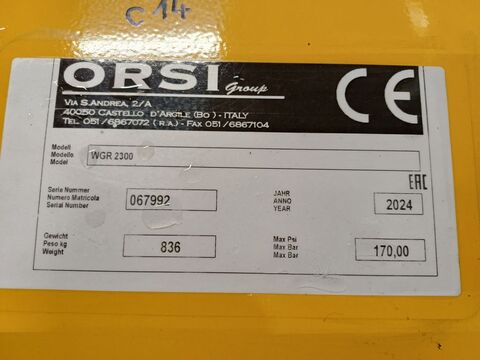 C 14
ORSI Group
VIA S.ANDREA, 2/A
40050 CASTELLO D'ARGILE (BO) - ITALY
TEL. 051/6867072 (R.A.) - FAX 051/6867104
CE
Modell
Modello
Model
WGR 2300
EAC
Serie Nummer
Numero Matricola
Serial Number
067992
JAHR
ANNO
YEAR
2024
Gewicht
Peso kg
Weight
836
Max Psi
Max Bar
Max Bar
170,00